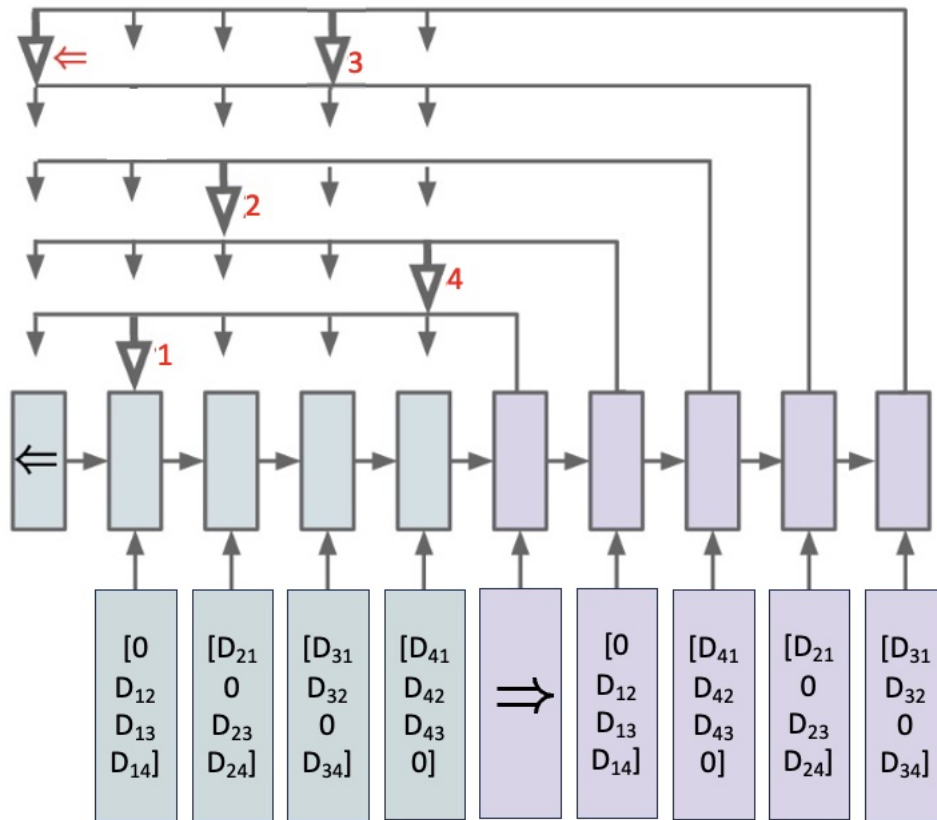 ⇐
3
2
4
1
⇐
[0
D₁₂
D₁₃
D₁₄]
[D₂₁
0
D₂₃
D₂₄]
[D₃₁
D₃₂
0
D₃₄]
[D₄₁
D₄₂
D₄₃
0]
⇒
[0
D₁₂
D₁₃
D₁₄]
[D₄₁
D₄₂
D₄₃
0]
[D₂₁
0
D₂₃
D₂₄]
[D₃₁
D₃₂
0
D₃₄]